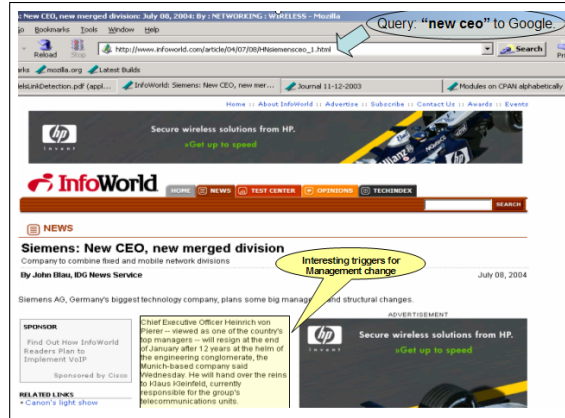 : New CEO, new merged division: July 08, 2004: By : NETWORKING : WIRELESS - Mozilla
Query: "new ceo" to Google.
go Bookmarks Tools Window Help
Reload Stop http://www.infoworld.com/article/04/07/08/HNsiemensceo_1.html Search
mozilla.org Latest Builds
elsLinkDetection.pdf (appl... InfoWorld: Siemens: New CEO, new mer... Journal 11-12-2003 Modules on CPAN alphabetically
Home :: About InfoWorld :: Advertise :: Subscribe :: Contact Us :: Awards :: Events
hp
invent
Secure wireless solutions from HP.
»Get up to speed
InfoWorld
HOME NEWS TEST CENTER OPINIONS TECHINDEX
SEARCH
NEWS
Siemens: New CEO, new merged division
Company to combine fixed and mobile network divisions
Interesting triggers for
Management change
By John Blau, IDG News Service July 08, 2004
Siemens AG, Germany's biggest technology company, plans some big and structural changes.
ADVERTISEMENT
SPONSOR
Find Out How InfoWorld
Readers Plan to
Implement VoIP
Sponsored by Cisco
RELATED LINKS
• Canon's light show
Chief Executive Officer Heinrich von
Pierer -- viewed as one of the country's
top managers -- will resign at the end
of January after 12 years at the helm of
the engineering conglomerate, the
Munich-based company said
Wednesday. He will hand over the reins
to Klaus Kleinfeld, currently
responsible for the group's
telecommunications units.
hp
invent
Secure wireless solutions from HP.
»Get up to speed